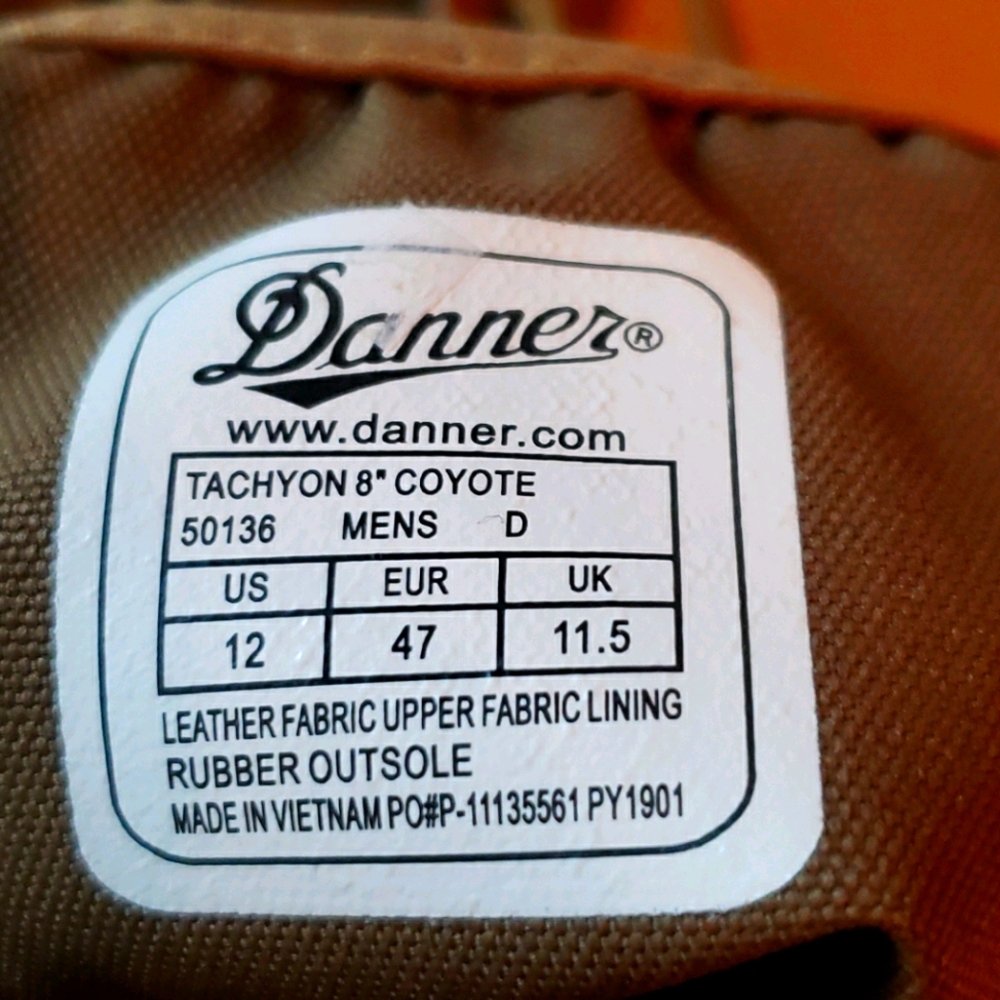 Danner®
www.danner.com
TACHYON 8" COYOTE
50136 MENS D
US EUR UK
12 47 11.5
LEATHER FABRIC UPPER FABRIC LINING
RUBBER OUTSOLE
MADE IN VIETNAM PO#P-11135561 PY1901